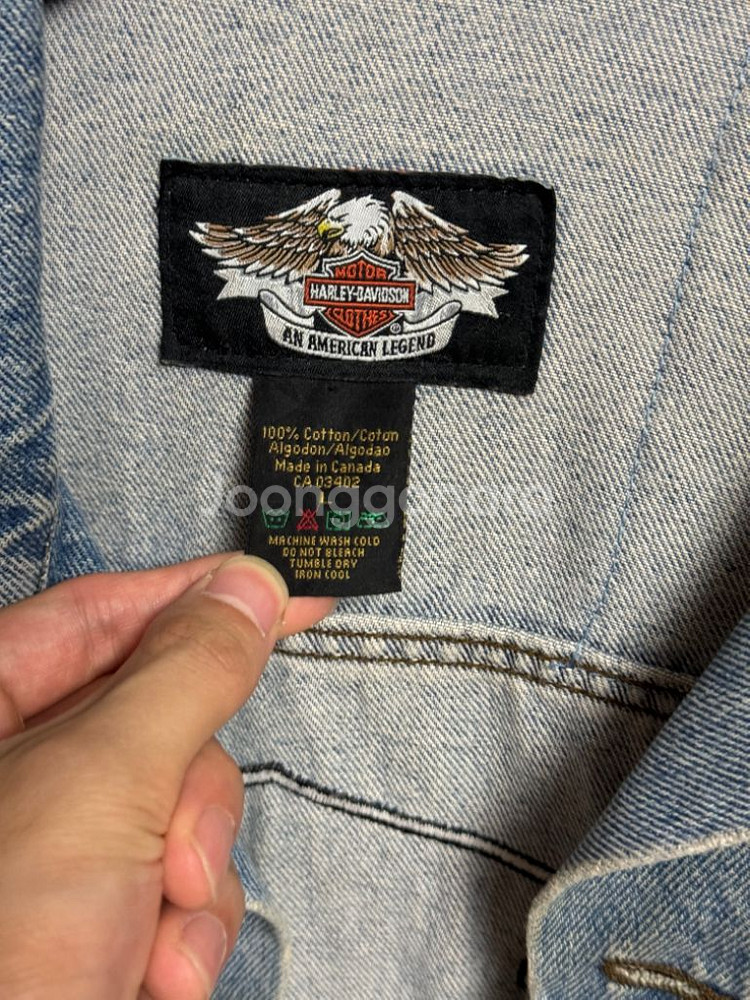 MOTOR
HARLEY-DAVIDSON
CLOTHES
®
AN AMERICAN LEGEND
100% Cotton/Coton
Algodon/Algodao
Made in Canada
CA 03402
L
MACHINE WASH COLD
DO NOT BLEACH
TUMBLE DRY
IRON COOL